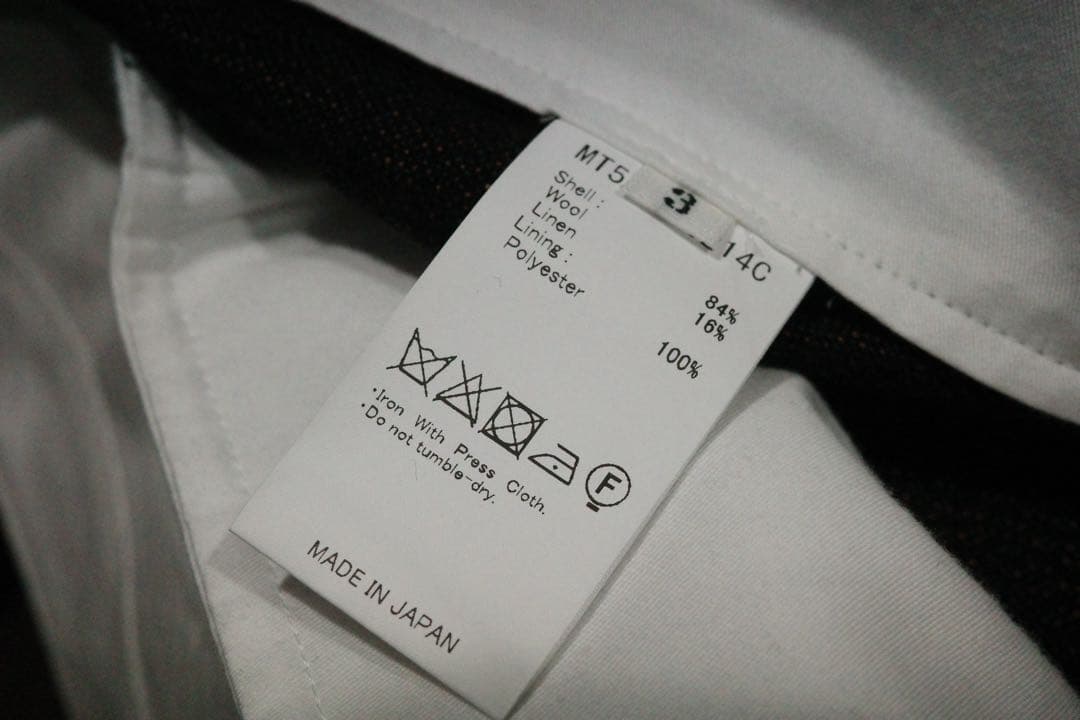 MT5
3
14C
Shell:
Wool 84%
Linen 16%
Lining:
Polyester 100%
F
·Iron With Press Cloth.
·Do not tumble-dry.
MADE IN JAPAN